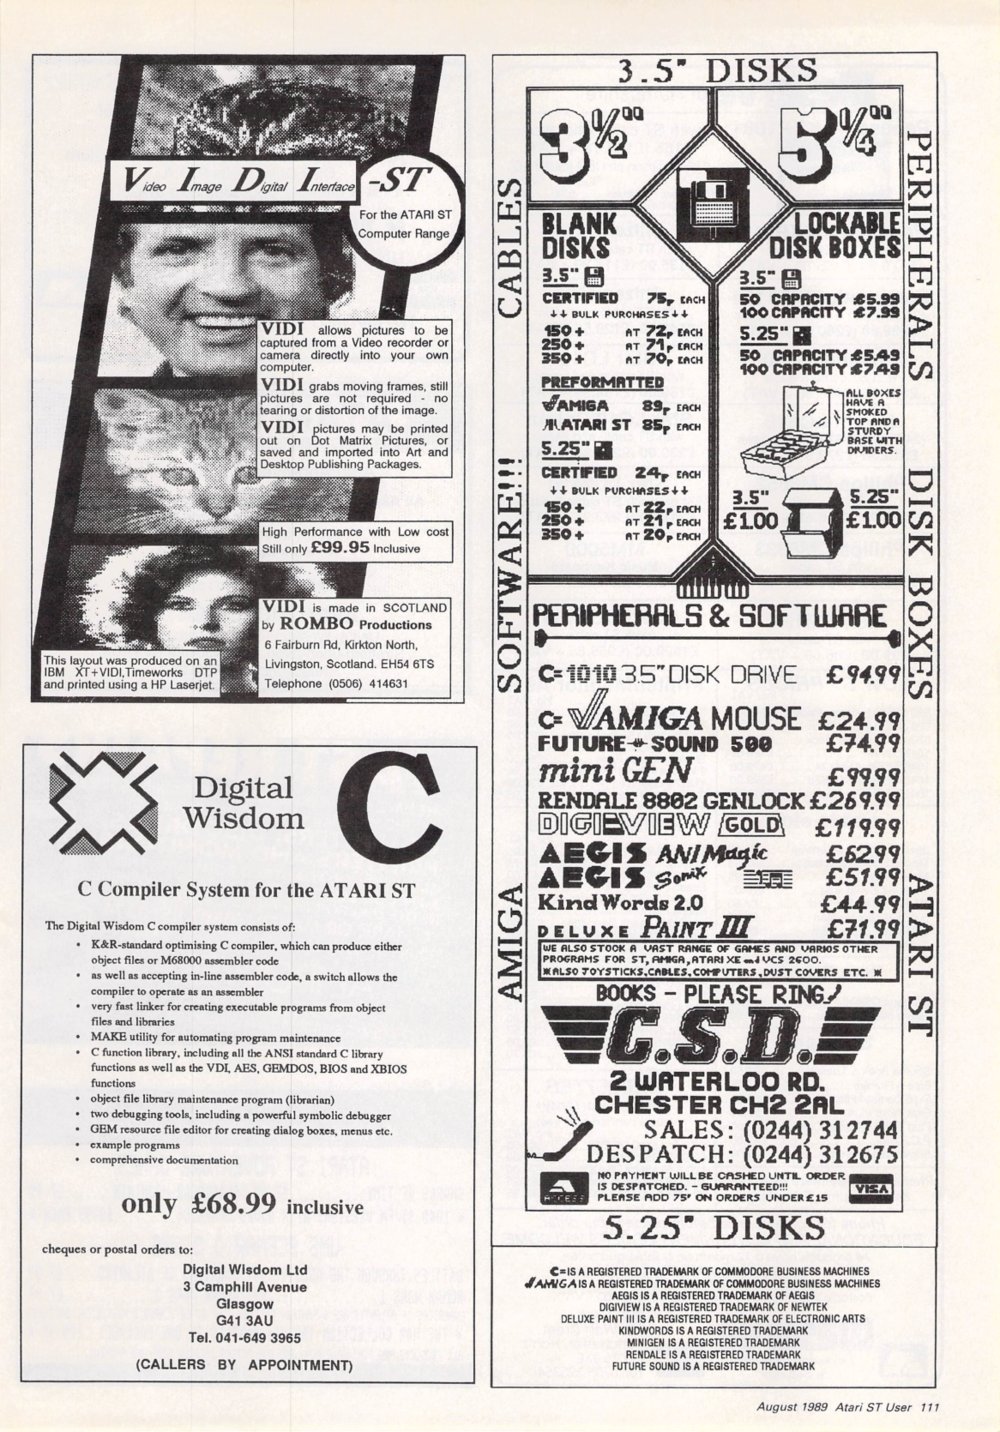 Video Image Digital Interface -ST
For the ATARI ST
Computer Range
VIDI allows pictures to be
captured from a Video recorder or
camera directly into your own
computer.
VIDI grabs moving frames, still
pictures are not required - no
tearing or distortion of the image.
VIDI pictures may be printed
out on Dot Matrix Pictures, or
saved and imported into Art and
Desktop Publishing Packages.
High Performance with Low cost
Still only £99.95 Inclusive
VIDI is made in SCOTLAND
by ROMBO Productions
6 Fairburn Rd, Kirkton North,
Livingston, Scotland. EH54 6TS
Telephone (0506) 414631
This layout was produced on an
IBM XT+VIDI,Timeworks DTP
and printed using a HP Laserjet.
Digital
Wisdom
C
C Compiler System for the ATARI ST
The Digital Wisdom C compiler system consists of:
• K&R-standard optimising C compiler, which can produce either
object files or M68000 assembler code
• as well as accepting in-line assembler code, a switch allows the
compiler to operate as an assembler
• very fast linker for creating executable programs from object
files and libraries
• MAKE utility for automating program maintenance
• C function library, including all the ANSI standard C library
functions as well as the VDI, AES, GEMDOS, BIOS and XBIOS
functions
• object file library maintenance program (librarian)
• two debugging tools, including a powerful symbolic debugger
• GEM resource file editor for creating dialog boxes, menus etc.
• example programs
• comprehensive documentation
only £68.99 inclusive
cheques or postal orders to:
Digital Wisdom Ltd
3 Camphill Avenue
Glasgow
G41 3AU
Tel. 041-649 3965
(CALLERS BY APPOINTMENT)
3.5" DISKS
AMIGA SOFTWARE!!! CABLES
PERIPHERALS DISK BOXES ATARI ST
3½"
5¼"
BLANK
DISKS
3.5"
CERTIFIED 75p EACH
↓↓ BULK PURCHASES ↓↓
150 + AT 72p EACH
250 + AT 71p EACH
350 + AT 70p EACH
PREFORMATTED
AMIGA 89p EACH
ATARI ST 85p EACH
5.25"
CERTIFIED 24p EACH
↓↓ BULK PURCHASES ↓↓
150 + AT 22p EACH
250 + AT 21p EACH
350 + AT 20p EACH
LOCKABLE
DISK BOXES
3.5"
50 CAPACITY £5.99
100 CAPACITY £7.99
5.25"
50 CAPACITY £5.49
100 CAPACITY £7.49
ALL BOXES
HAVE A
SMOKED
TOP AND A
STURDY
BASE WITH
DIVIDERS.
3.5"
£1.00
5.25"
£1.00
PERIPHERALS & SOFTWARE
C= 1010 3.5" DISK DRIVE £94.99
C= AMIGA MOUSE £24.99
FUTURE SOUND 500 £74.99
mini GEN £99.99
RENDALE 8802 GENLOCK £269.99
DIGIEVIEW GOLD £119.99
AEGIS ANIMagic £62.99
AEGIS Sonix £51.99
KindWords 2.0 £44.99
DELUXE PAINT III £71.99
WE ALSO STOCK A VAST RANGE OF GAMES AND VARIOS OTHER
PROGRAMS FOR ST, AMIGA, ATARI XE and VCS 2600.
*ALSO JOYSTICKS,CABLES,COMPUTERS,DUST COVERS ETC. *
BOOKS - PLEASE RING!
C.S.D.
2 WATERLOO RD.
CHESTER CH2 2AL
SALES: (0244) 312744
DESPATCH: (0244) 312675
ACCESS
NO PAYMENT WILL BE CASHED UNTIL ORDER
IS DESPATCHED. - GUARANTEED!!!
PLEASE ADD 75P ON ORDERS UNDER £15
VISA
5.25" DISKS
C= IS A REGISTERED TRADEMARK OF COMMODORE BUSINESS MACHINES
AMIGA IS A REGISTERED TRADEMARK OF COMMODORE BUSINESS MACHINES
AEGIS IS A REGISTERED TRADEMARK OF AEGIS
DIGIVIEW IS A REGISTERED TRADEMARK OF NEWTEK
DELUXE PAINT III IS A REGISTERED TRADEMARK OF ELECTRONIC ARTS
KINDWORDS IS A REGISTERED TRADEMARK
MINIGEN IS A REGISTERED TRADEMARK
RENDALE IS A REGISTERED TRADEMARK
FUTURE SOUND IS A REGISTERED TRADEMARK
August 1989 Atari ST User 111